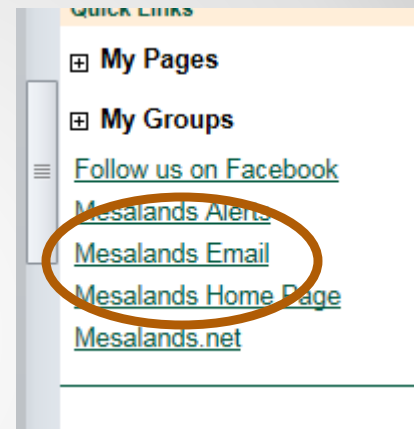 Quick Links
My Pages
My Groups
Follow us on Facebook
Mesalands Alerts
Mesalands Email
Mesalands Home Page
Mesalands.net